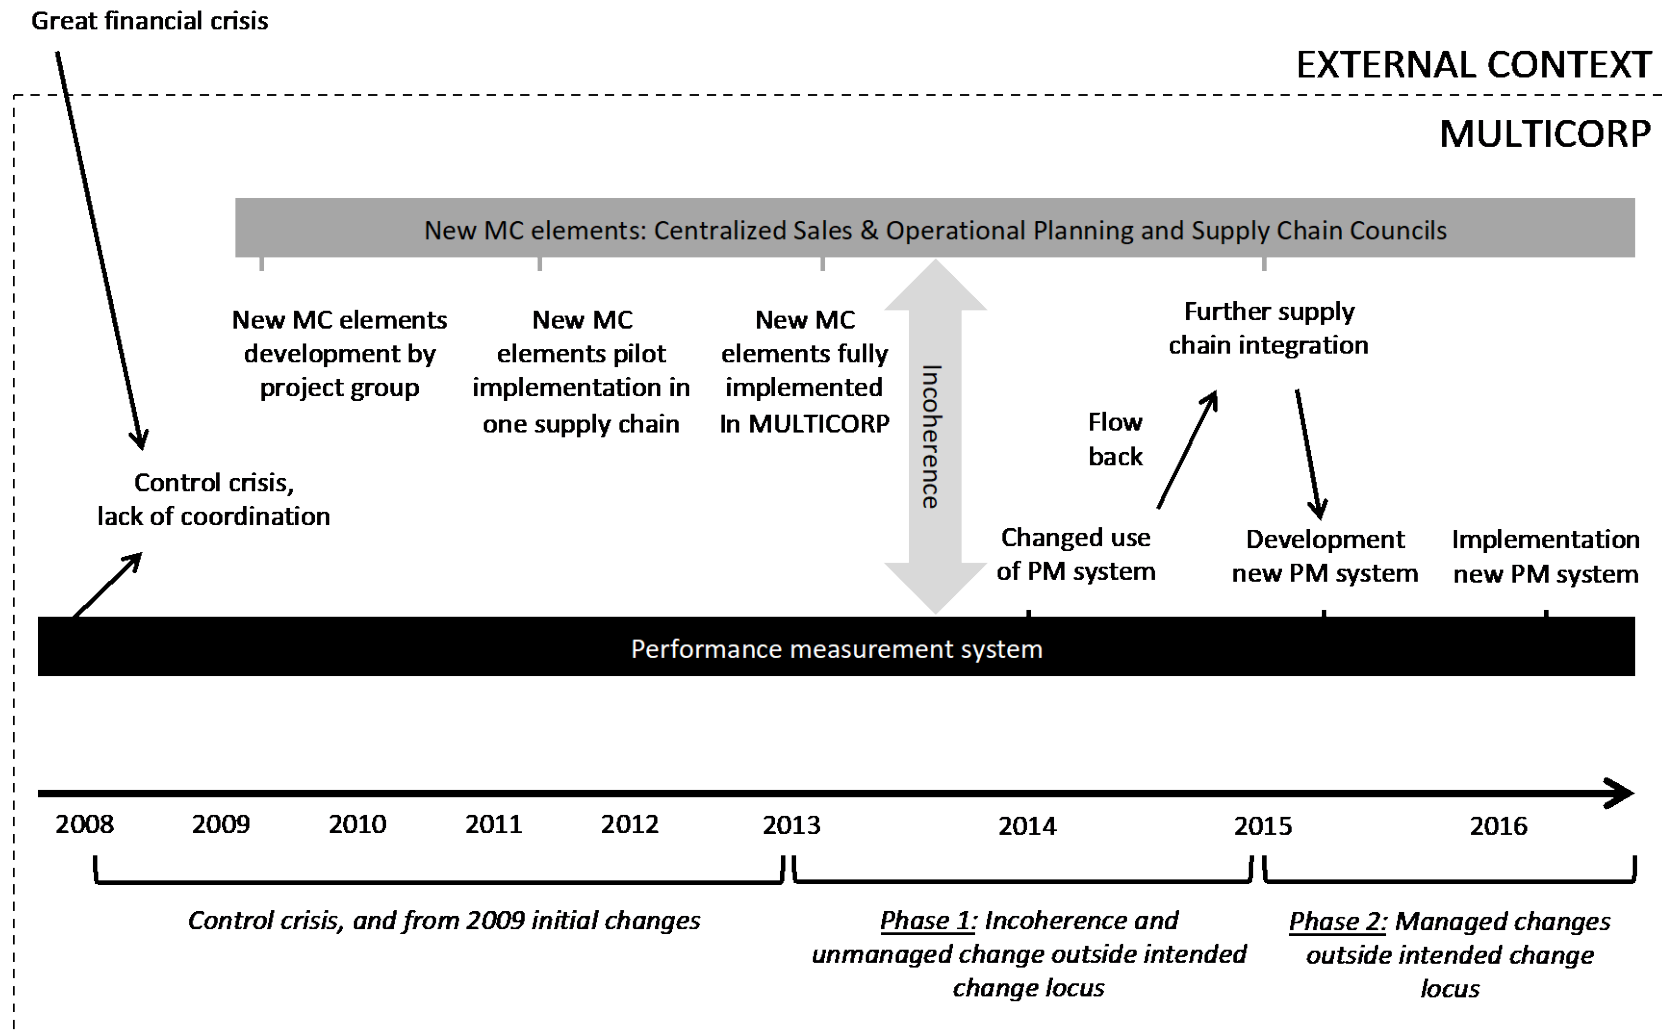 Great financial crisis
EXTERNAL CONTEXT
MULTICORP
New MC elements: Centralized Sales & Operational Planning and Supply Chain Councils
New MC elements
development by
project group
New MC
elements pilot
implementation in
one supply chain
New MC
elements fully
implemented
In MULTICORP
Incoherence
Further supply
chain integration
Flow
back
Control crisis,
lack of coordination
Changed use
of PM system
Development
new PM system
Implementation
new PM system
Performance measurement system
2008
2009
2010
2011
2012
2013
2014
2015
2016
Control crisis, and from 2009 initial changes
Phase 1: Incoherence and
unmanaged change outside intended
change locus
Phase 2: Managed changes
outside intended change
locus